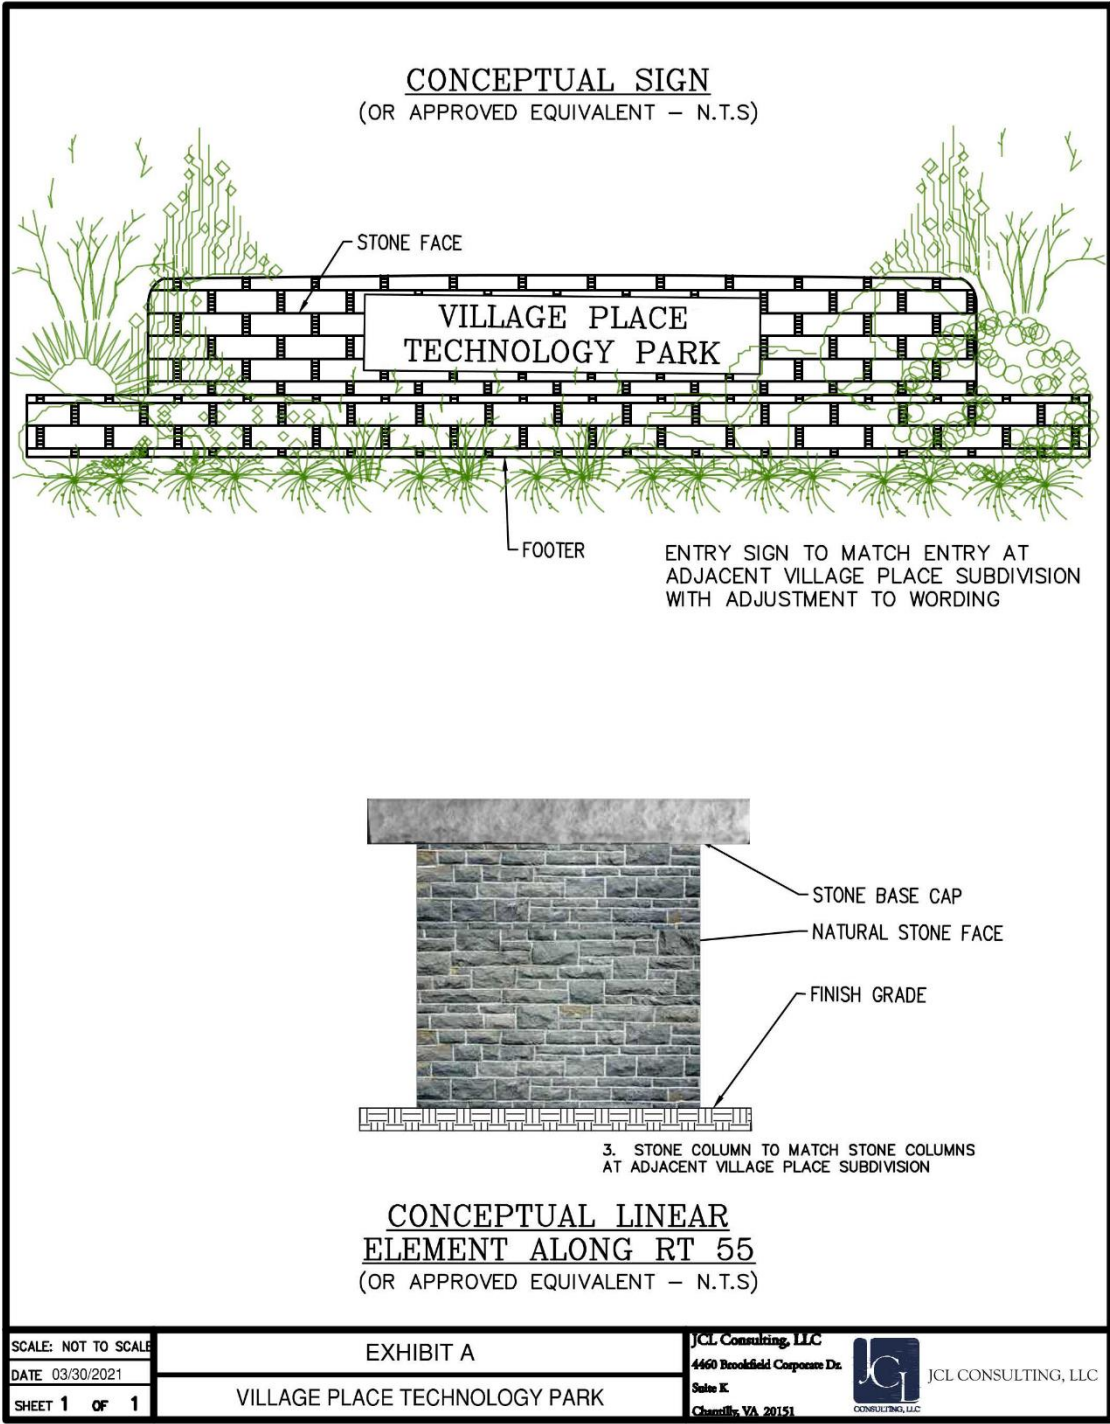 CONCEPTUAL SIGN
(OR APPROVED EQUIVALENT – N.T.S)
STONE FACE
VILLAGE PLACE
TECHNOLOGY PARK
FOOTER
ENTRY SIGN TO MATCH ENTRY AT
ADJACENT VILLAGE PLACE SUBDIVISION
WITH ADJUSTMENT TO WORDING
STONE BASE CAP
NATURAL STONE FACE
FINISH GRADE
3. STONE COLUMN TO MATCH STONE COLUMNS
AT ADJACENT VILLAGE PLACE SUBDIVISION
CONCEPTUAL LINEAR
ELEMENT ALONG RT 55
(OR APPROVED EQUIVALENT – N.T.S)
SCALE: NOT TO SCALE
DATE 03/30/2021
SHEET 1 OF 1
EXHIBIT A
VILLAGE PLACE TECHNOLOGY PARK
JCL Consulting, LLC
4460 Brookfield Corporate Dr.
Suite K
Chantilly, VA 20151
JCL
CONSULTING, LLC
JCL CONSULTING, LLC